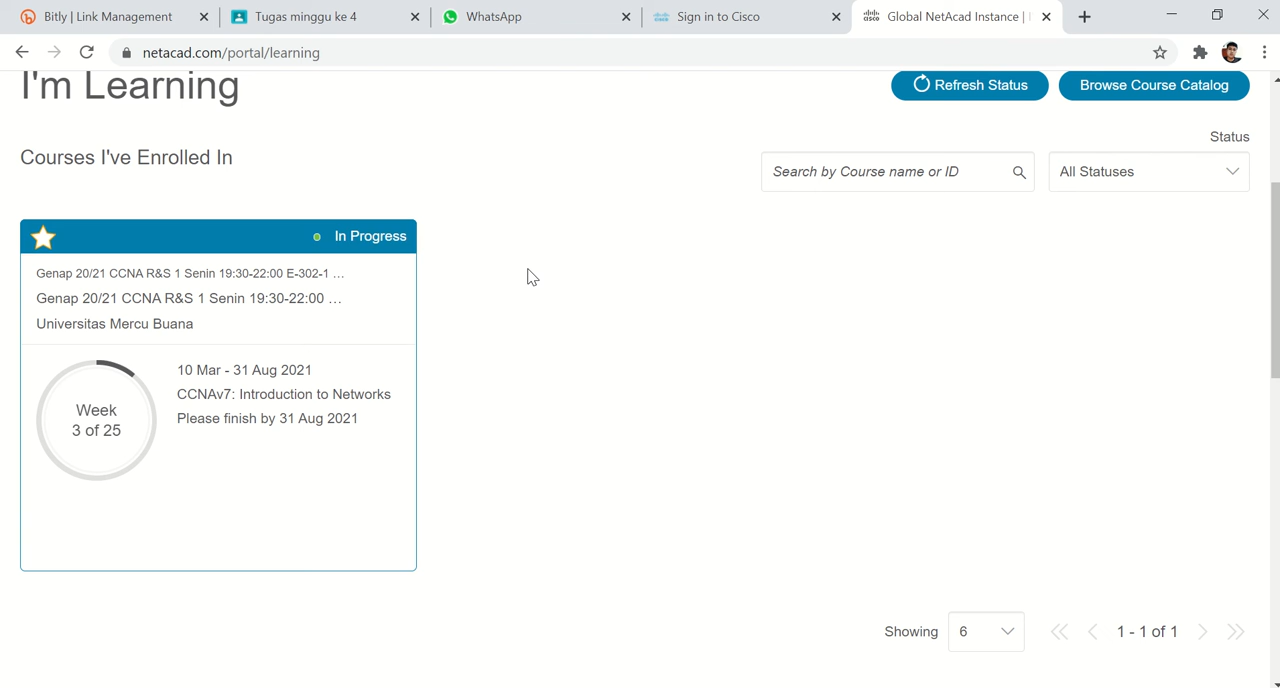 Bitly | Link Management
Tugas minggu ke 4
WhatsApp
Sign in to Cisco
Global NetAcad Instance |
netacad.com/portal/learning
I'm Learning
Refresh Status
Browse Course Catalog
Status
Courses I've Enrolled In
Search by Course name or ID
All Statuses
In Progress
Genap 20/21 CCNA R&S 1 Senin 19:30-22:00 E-302-1 ...
Genap 20/21 CCNA R&S 1 Senin 19:30-22:00 ...
Universitas Mercu Buana
Week
3 of 25
10 Mar - 31 Aug 2021
CCNAv7: Introduction to Networks
Please finish by 31 Aug 2021
Showing 6 1 - 1 of 1